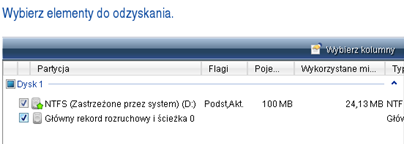 Wybierz elementy do odzyskania.
Wybierz kolumny
Partycja Flagi Poje... Wykorzystane mi... Typ
Dysk 1
NTFS (Zastrzeżone przez system) (D:) Podst,Akt. 100 MB 24,13 MB NTF
Główny rekord rozruchowy i ścieżka 0 Głów